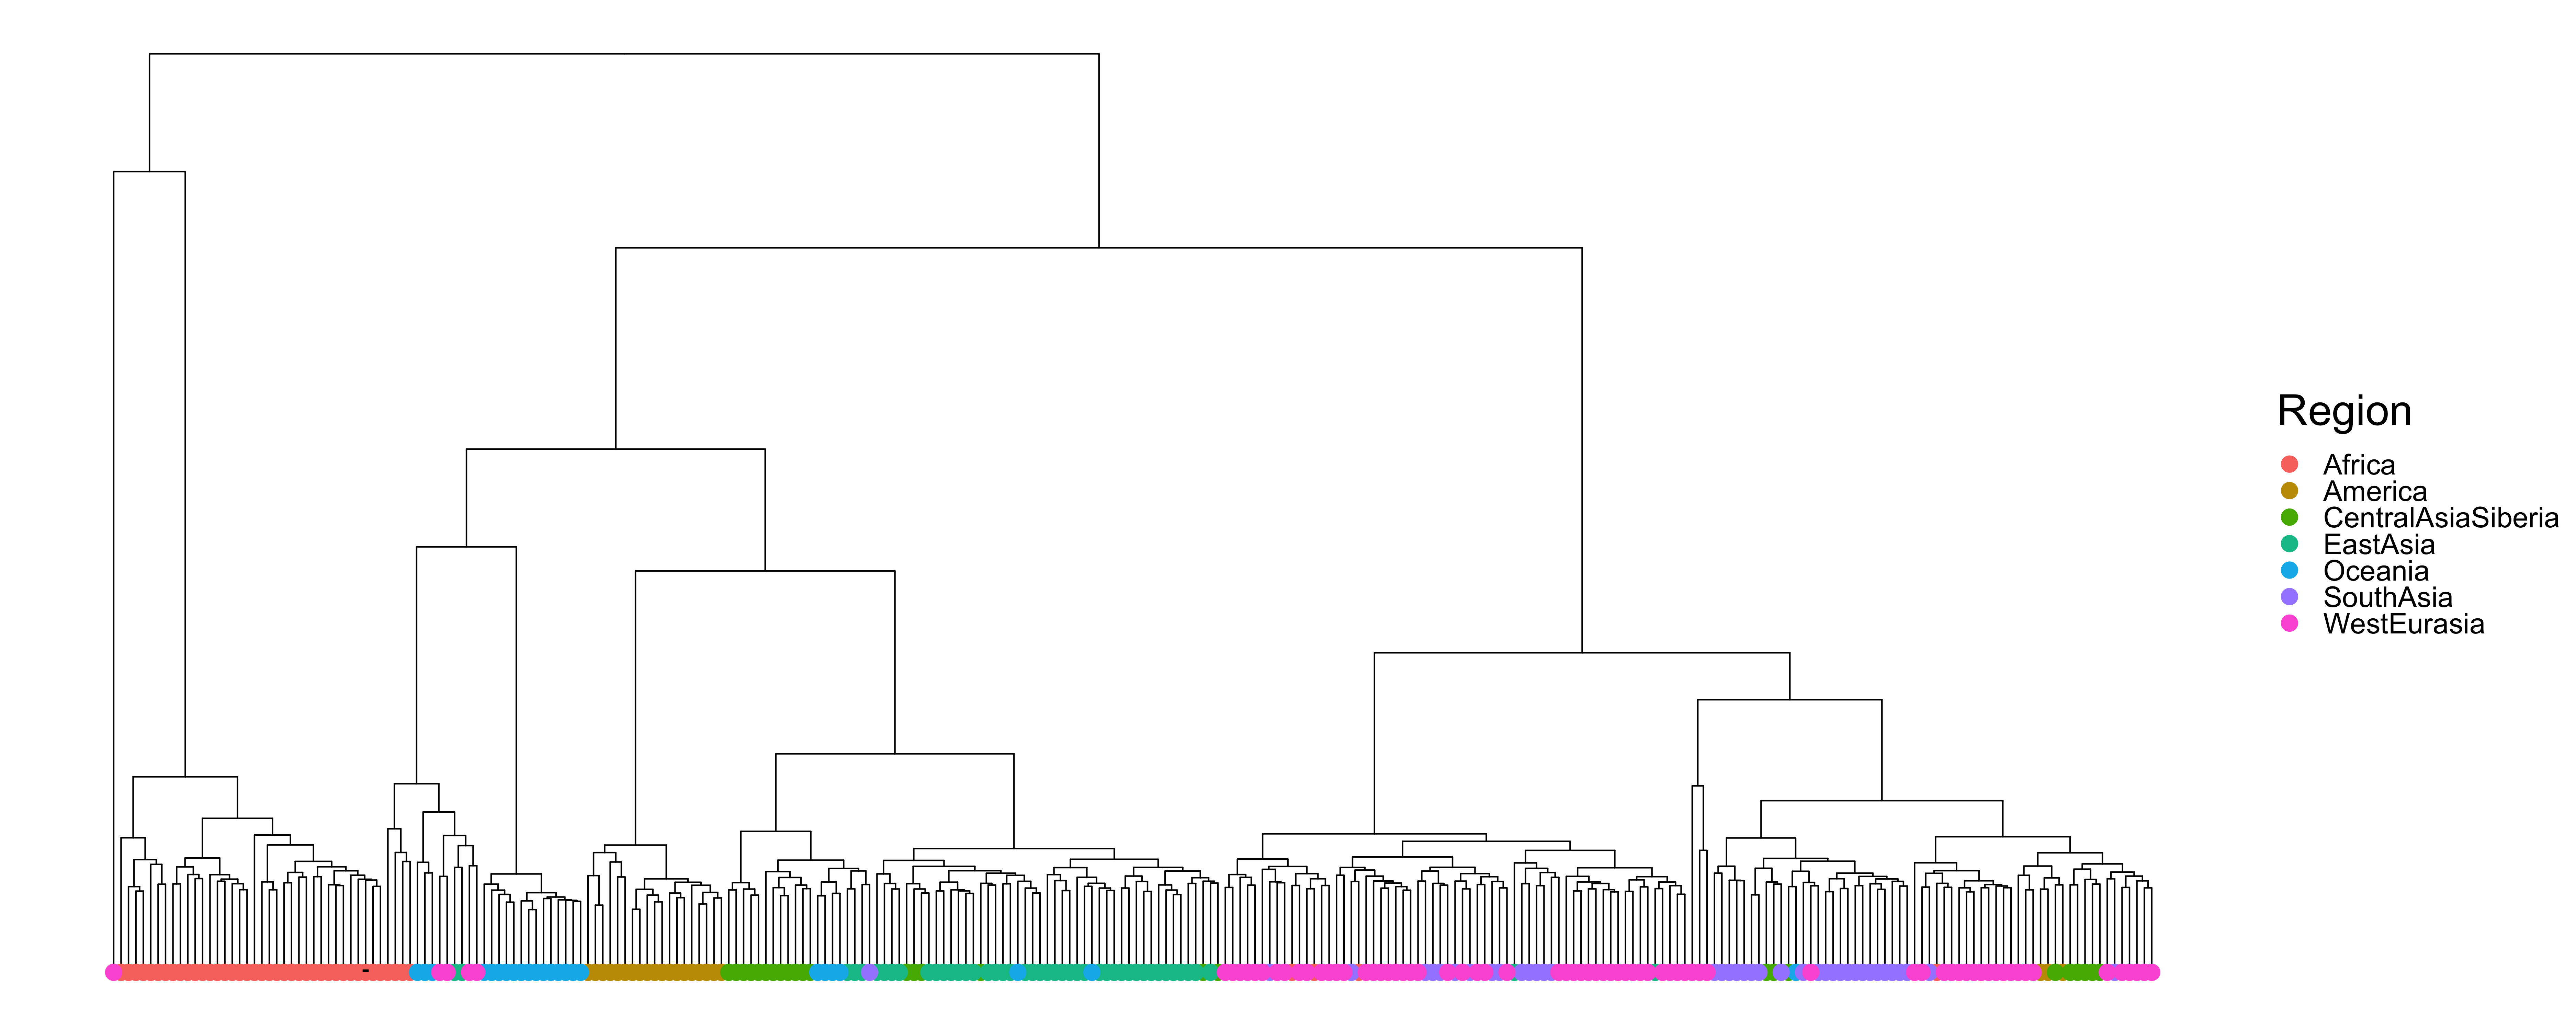 Region
Africa
America
CentralAsiaSiberia
EastAsia
Oceania
SouthAsia
WestEurasia